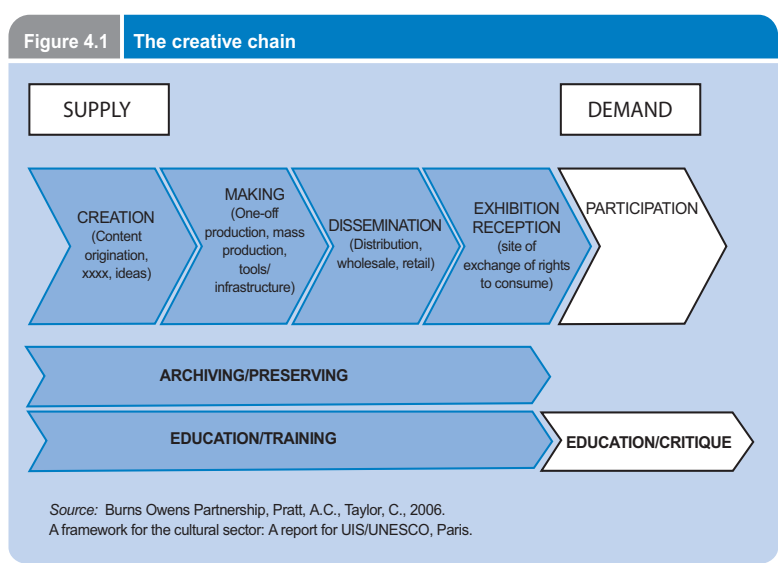 Figure 4.1 The creative chain
SUPPLY
DEMAND
CREATION
(Content
origination,
xxxx, ideas)
MAKING
(One-off
production, mass
production,
tools/
infrastructure)
DISSEMINATION
(Distribution,
wholesale, retail)
EXHIBITION
RECEPTION
(site of
exchange of rights
to consume)
PARTICIPATION
ARCHIVING/PRESERVING
EDUCATION/TRAINING
EDUCATION/CRITIQUE
Source: Burns Owens Partnership, Pratt, A.C., Taylor, C., 2006.
A framework for the cultural sector: A report for UIS/UNESCO, Paris.